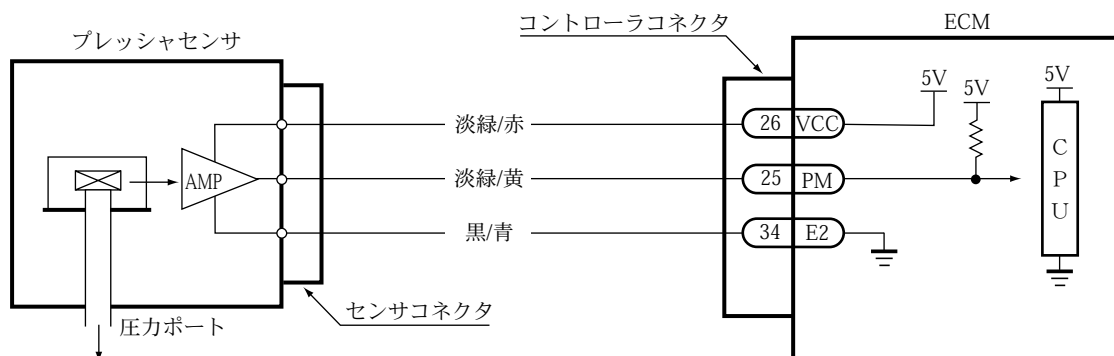 コントローラコネクタ
ECM
プレッシャセンサ
5V
5V
5V
淡緑/赤
26
VCC
AMP
淡緑/黄
25
PM
CPU
黒/青
34
E2
センサコネクタ
圧力ポート